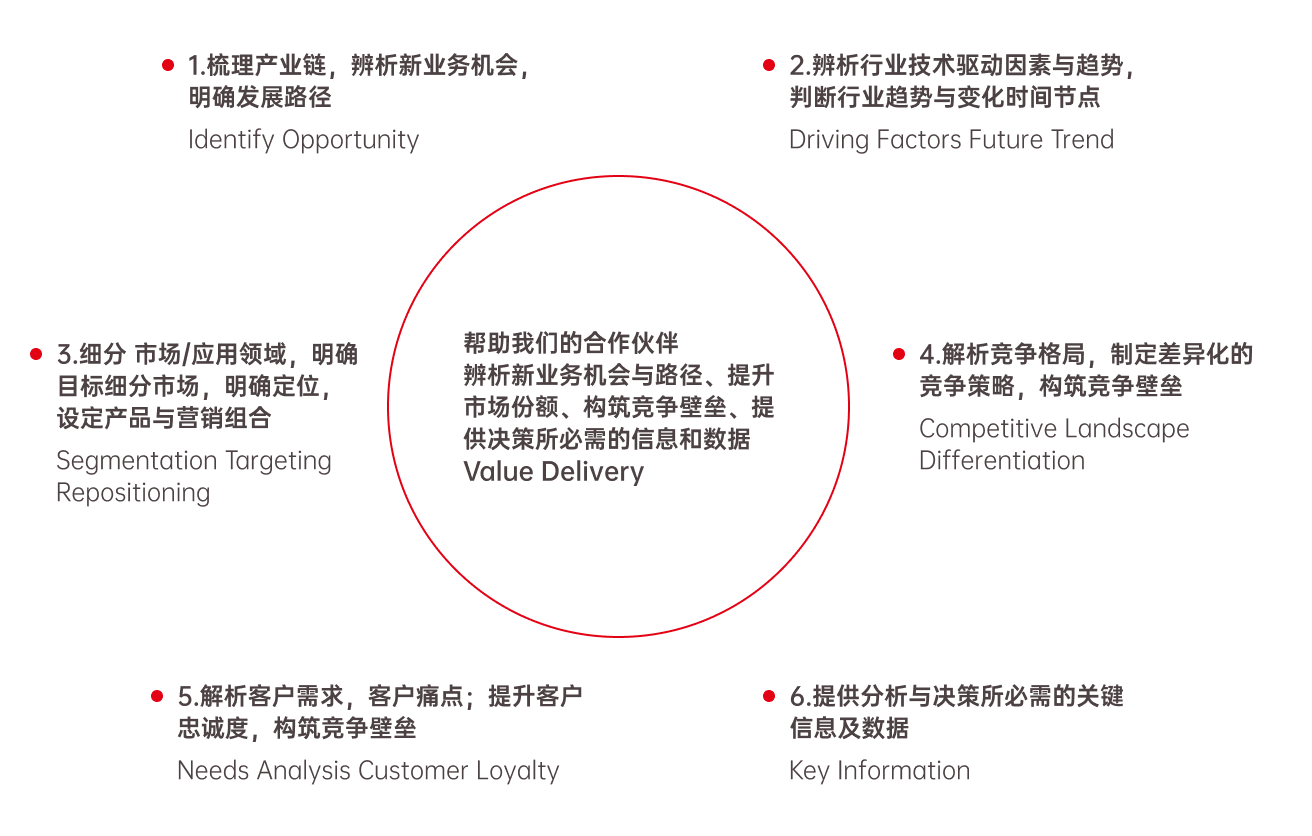 1.梳理产业链，辨析新业务机会，
明确发展路径
Identify Opportunity
2.辨析行业技术驱动因素与趋势，
判断行业趋势与变化时间节点
Driving Factors Future Trend
3.细分 市场/应用领域，明确
目标细分市场，明确定位，
设定产品与营销组合
Segmentation Targeting
Repositioning
帮助我们的合作伙伴
辨析新业务机会与路径、提升
市场份额、构筑竞争壁垒、提
供决策所必需的信息和数据
Value Delivery
4.解析竞争格局，制定差异化的
竞争策略，构筑竞争壁垒
Competitive Landscape
Differentiation
5.解析客户需求，客户痛点；提升客户
忠诚度，构筑竞争壁垒
Needs Analysis Customer Loyalty
6.提供分析与决策所必需的关键
信息及数据
Key Information